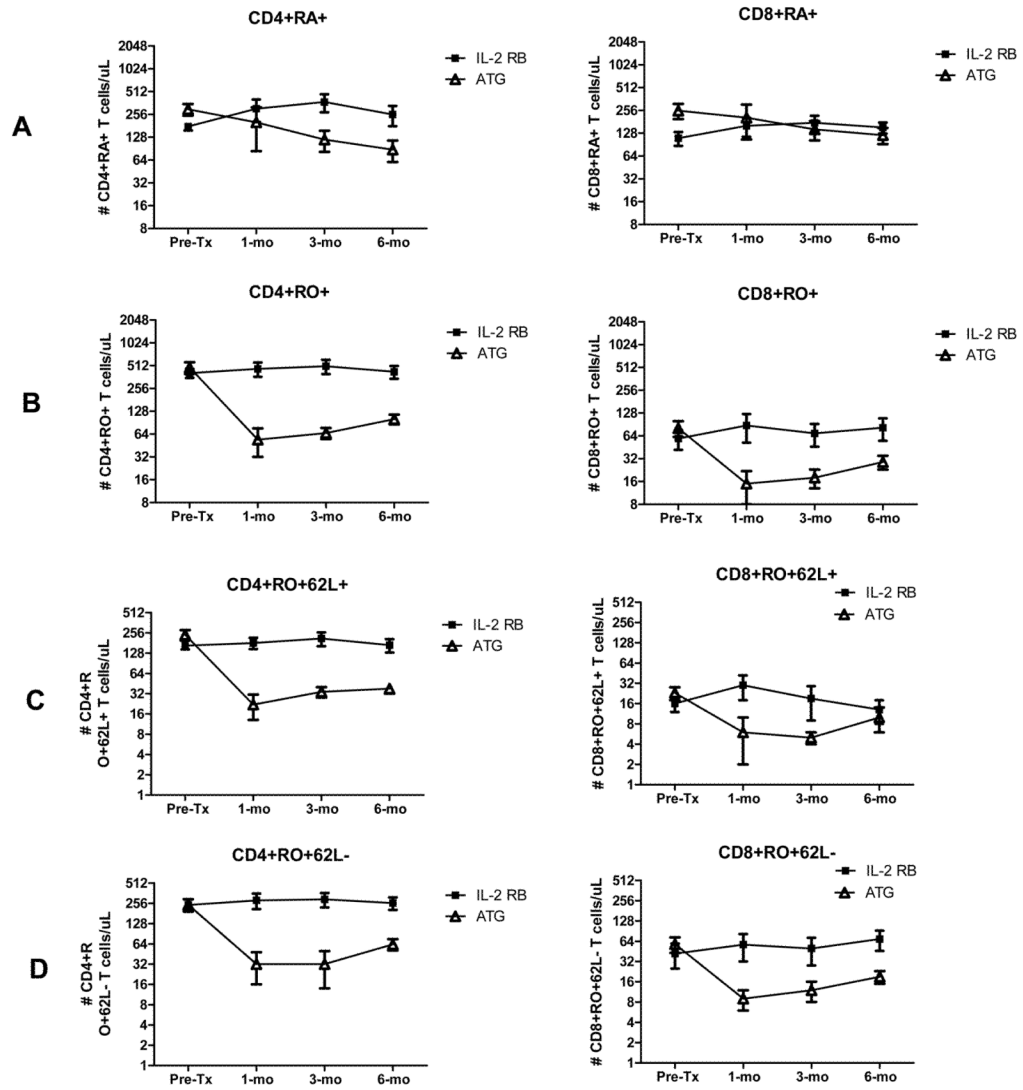 A
CD4+RA+
# CD4+RA+ T cells/uL
2048
1024
512
256
128
64
32
16
8
Pre-Tx 1-mo 3-mo 6-mo
IL-2 RB
ATG
CD8+RA+
# CD8+RA+ T cells/uL
2048
1024
512
256
128
64
32
16
8
Pre-Tx 1-mo 3-mo 6-mo
IL-2 RB
ATG
B
CD4+RO+
# CD4+RO+ T cells/uL
2048
1024
512
256
128
64
32
16
8
Pre-Tx 1-mo 3-mo 6-mo
IL-2 RB
ATG
CD8+RO+
# CD8+RO+ T cells/uL
2048
1024
512
256
128
64
32
16
8
Pre-Tx 1-mo 3-mo 6-mo
IL-2 RB
ATG
C
CD4+RO+62L+
# CD4+R
O+62L+ T cells/uL
512
256
128
64
32
16
8
4
2
1
Pre-Tx 1-mo 3-mo 6-mo
IL-2 RB
ATG
CD8+RO+62L+
# CD8+RO+62L+ T cells/uL
512
256
128
64
32
16
8
4
2
1
Pre-Tx 1-mo 3-mo 6-mo
IL-2 RB
ATG
D
CD4+RO+62L-
# CD4+R
O+62L- T cells/uL
512
256
128
64
32
16
8
4
2
1
Pre-Tx 1-mo 3-mo 6-mo
IL-2 RB
ATG
CD8+RO+62L-
# CD8+RO+62L- T cells/uL
512
256
128
64
32
16
8
4
2
1
Pre-Tx 1-mo 3-mo 6-mo
IL-2 RB
ATG